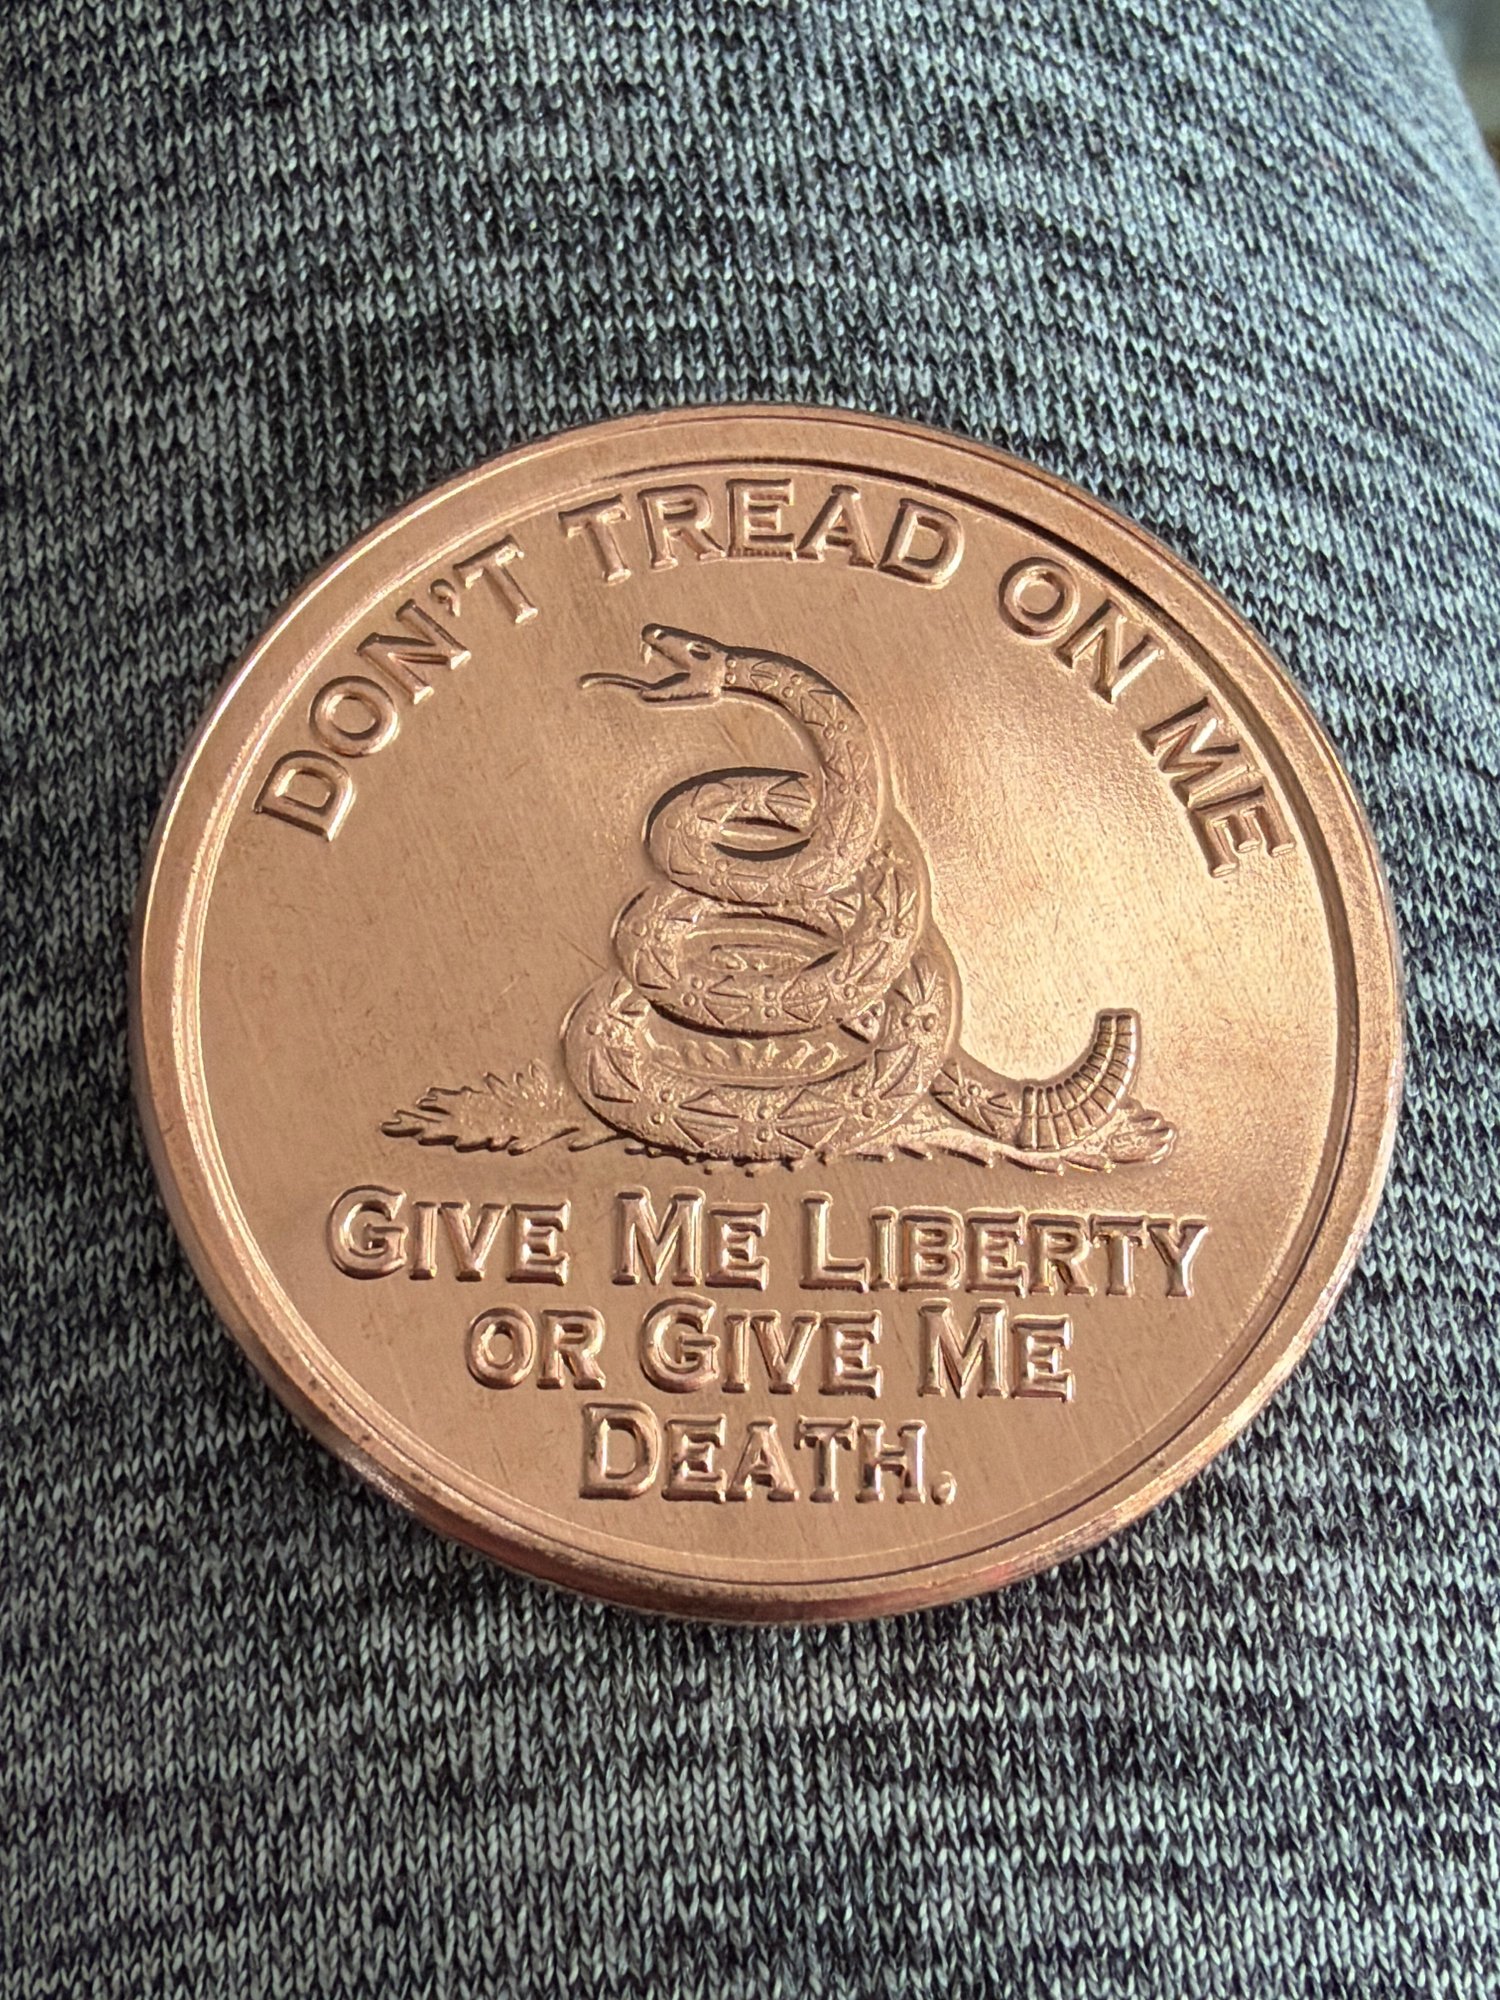 DON'T TREAD ON ME
GIVE ME LIBERTY
OR GIVE ME
DEATH.